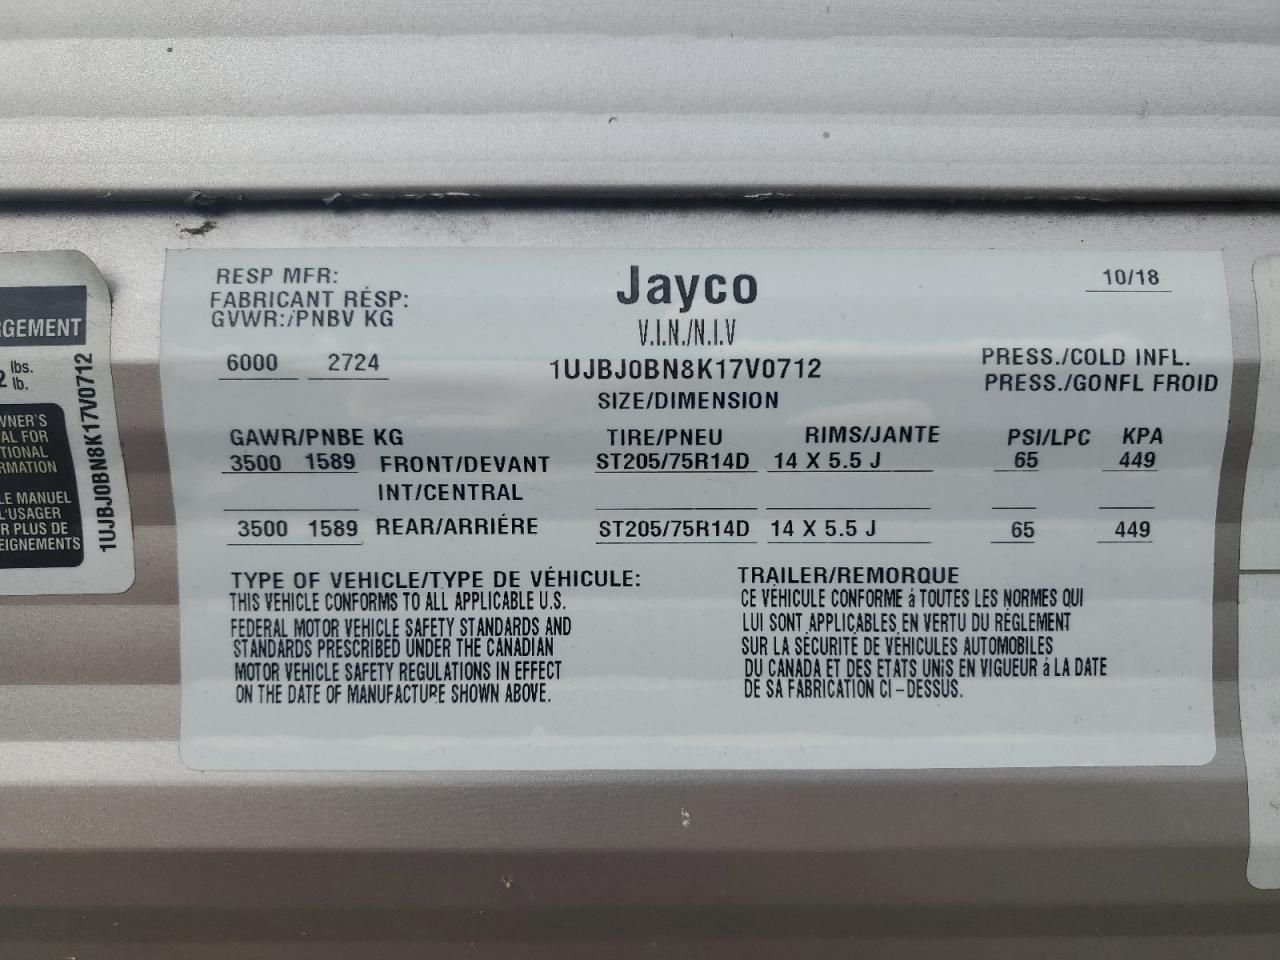 RGEMENT
lbs.
2 lb.
WNER'S
AL FOR
TIONAL
RMATION
LE MANUEL
L'USAGER
R PLUS DE
EIGNEMENTS
1UJBJ0BN8K17V0712
RESP MFR: Jayco 10/18
FABRICANT RÉSP:
GVWR:/PNBV KG V.I.N./N.I.V
6000 2724 1UJBJ0BN8K17V0712 PRESS./COLD INFL.
SIZE/DIMENSION PRESS./GONFL FROID
GAWR/PNBE KG TIRE/PNEU RIMS/JANTE PSI/LPC KPA
3500 1589 FRONT/DEVANT ST205/75R14D 14 X 5.5 J 65 449
INT/CENTRAL
3500 1589 REAR/ARRIÉRE ST205/75R14D 14 X 5.5 J 65 449
TYPE OF VEHICLE/TYPE DE VÉHICULE: TRAILER/REMORQUE
THIS VEHICLE CONFORMS TO ALL APPLICABLE U.S.
FEDERAL MOTOR VEHICLE SAFETY STANDARDS AND
STANDARDS PRESCRIBED UNDER THE CANADIAN
MOTOR VEHICLE SAFETY REGULATIONS IN EFFECT
ON THE DATE OF MANUFACTURE SHOWN ABOVE.
CE VÉHICULE CONFORME á TOUTES LES NORMES QUI
LUI SONT APPLICABLES EN VERTU DU RÉGLEMENT
SUR LA SÉCURITÉ DE VÉHICULES AUTOMOBILES
DU CANADA ET DES ETATS UNIS EN VIGUEUR á LA DATE
DE SA FABRICATION CI-DESSUS.